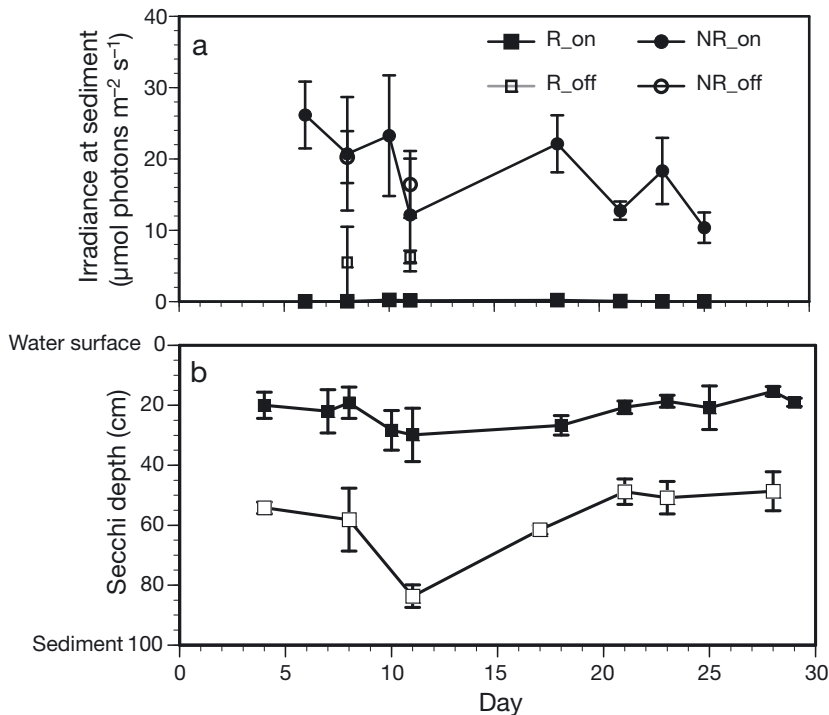 40
30
20
10
0
Irradiance at sediment
(µmol photons m–2 s–1)
a
R_on
NR_on
R_off
NR_off
Water surface 0
20
40
60
80
Sediment 100
Secchi depth (cm)
b
0 5 10 15 20 25 30
Day